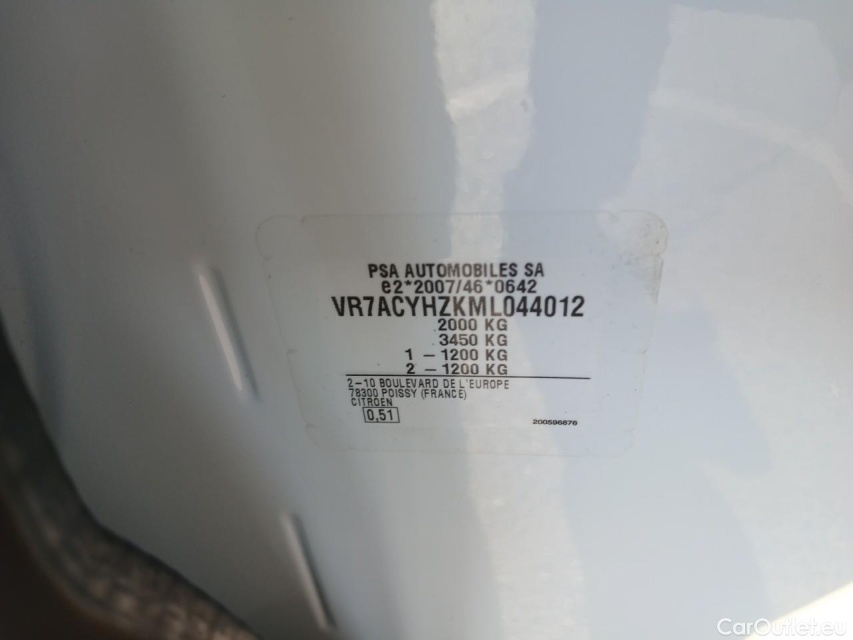 PSA AUTOMOBILES SA
e2*2007/46*0642
VR7ACYHZKML044012
2000 KG
3450 KG
1 - 1200 KG
2 - 1200 KG
2-10 BOULEVARD DE L'EUROPE
78300 POISSY (FRANCE)
CITROEN
0,51
200596876
CarOutlet.eu